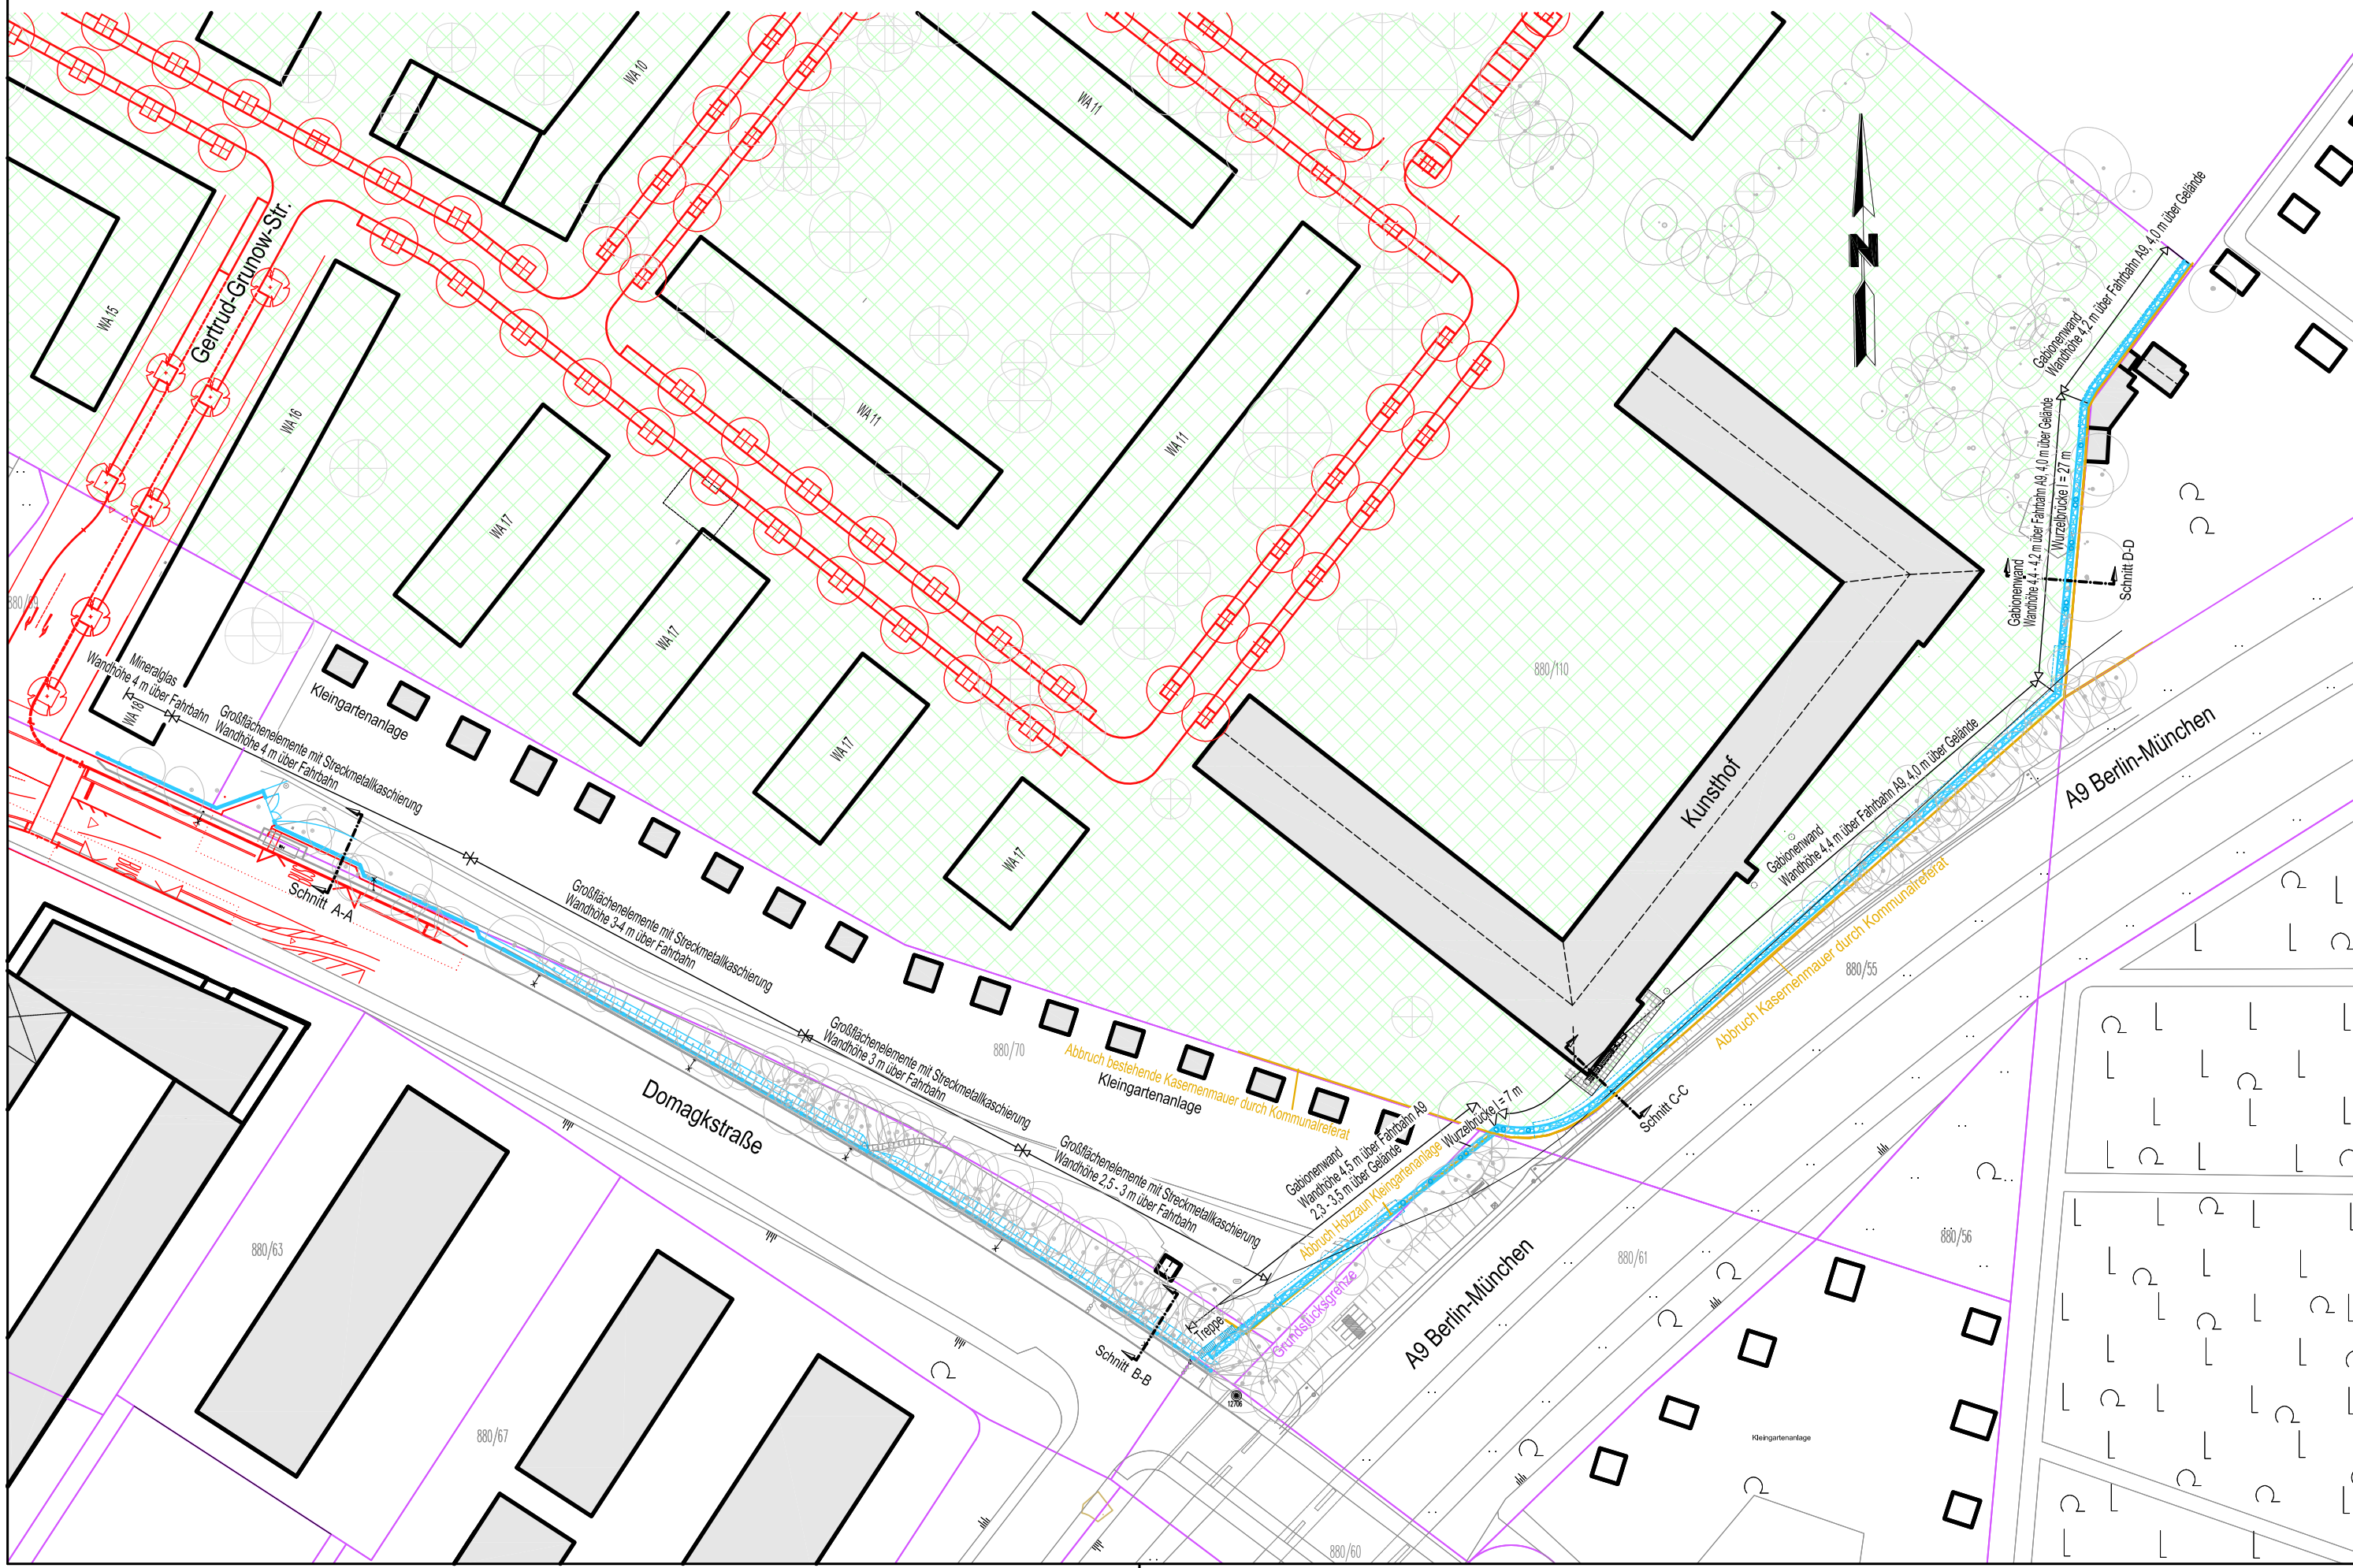 WA 10
WA 11
WA 15
Gertrud-Grunow-Str.
WA 16
WA 11
WA 11
N
Gabionenwand
Wandhöhe 4,2 m über Fahrbahn A9, 4,0 m über Gelände
Gabionenwand
Wandhöhe 4,4 - 4,2 m über Fahrbahn A9, 4,0 m über Gelände
Wurzelbrücke l = 27 m
Schnitt D-D
WA 17
WA 17
WA 17
WA 17
880/69
880/110
Mineralglas
Wandhöhe 4 m über Fahrbahn
WA 18
Kleingartenanlage
Großflächenelemente mit Streckmetallkaschierung
Wandhöhe 4 m über Fahrbahn
Schnitt A-A
Großflächenelemente mit Streckmetallkaschierung
Wandhöhe 3-4 m über Fahrbahn
Großflächenelemente mit Streckmetallkaschierung
Wandhöhe 3 m über Fahrbahn
Großflächenelemente mit Streckmetallkaschierung
Wandhöhe 2,5 - 3 m über Fahrbahn
Kunsthof
Gabionenwand
Wandhöhe 4,4 m über Fahrbahn A9, 4,0 m über Gelände
A9 Berlin-München
Abbruch Kasernenmauer durch Kommunalreferat
880/55
880/70
Abbruch bestehende Kasernenmauer durch Kommunalreferat
Kleingartenanlage
Domagkstraße
Gabionenwand
Wandhöhe 4,5 m über Fahrbahn A9
2,3 - 3,5 m über Gelände
Wurzelbrücke l = 7 m
Abbruch Holzzaun Kleingartenanlage
Schnitt C-C
Treppe
Grundstücksgrenze
Schnitt B-B
12706
A9 Berlin-München
880/61
880/56
880/63
880/67
Kleingartenanlage
880/60